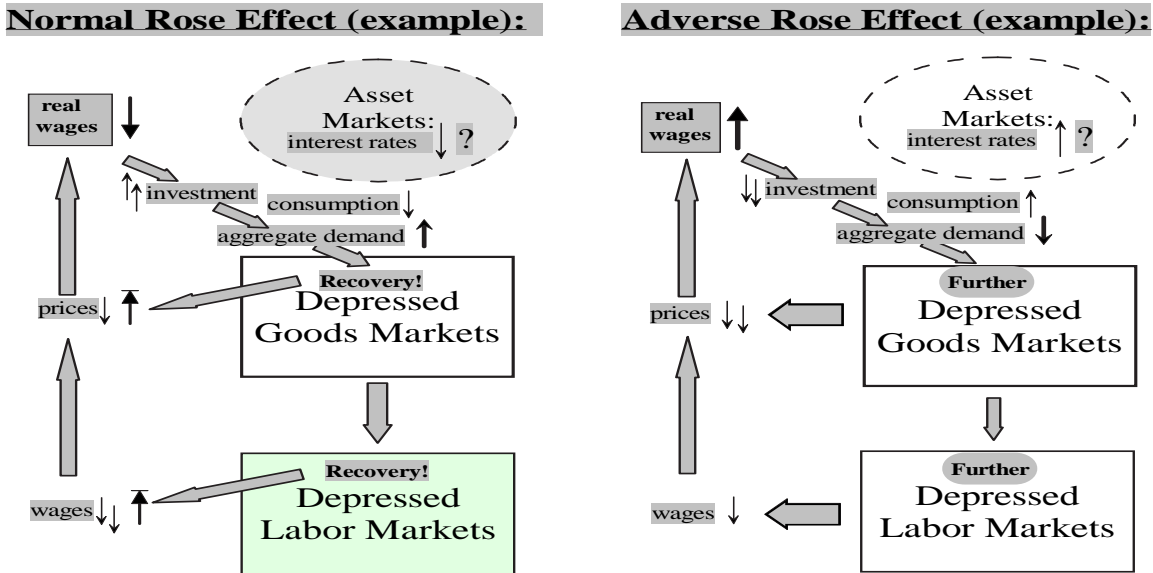 Normal Rose Effect (example):
real
wages
Asset
Markets:
interest rates ?
investment
consumption
aggregate demand
Recovery!
Depressed
Goods Markets
prices
Recovery!
Depressed
Labor Markets
wages
Adverse Rose Effect (example):
real
wages
Asset
Markets:
interest rates ?
investment
consumption
aggregate demand
Further
Depressed
Goods Markets
prices
Further
Depressed
Labor Markets
wages